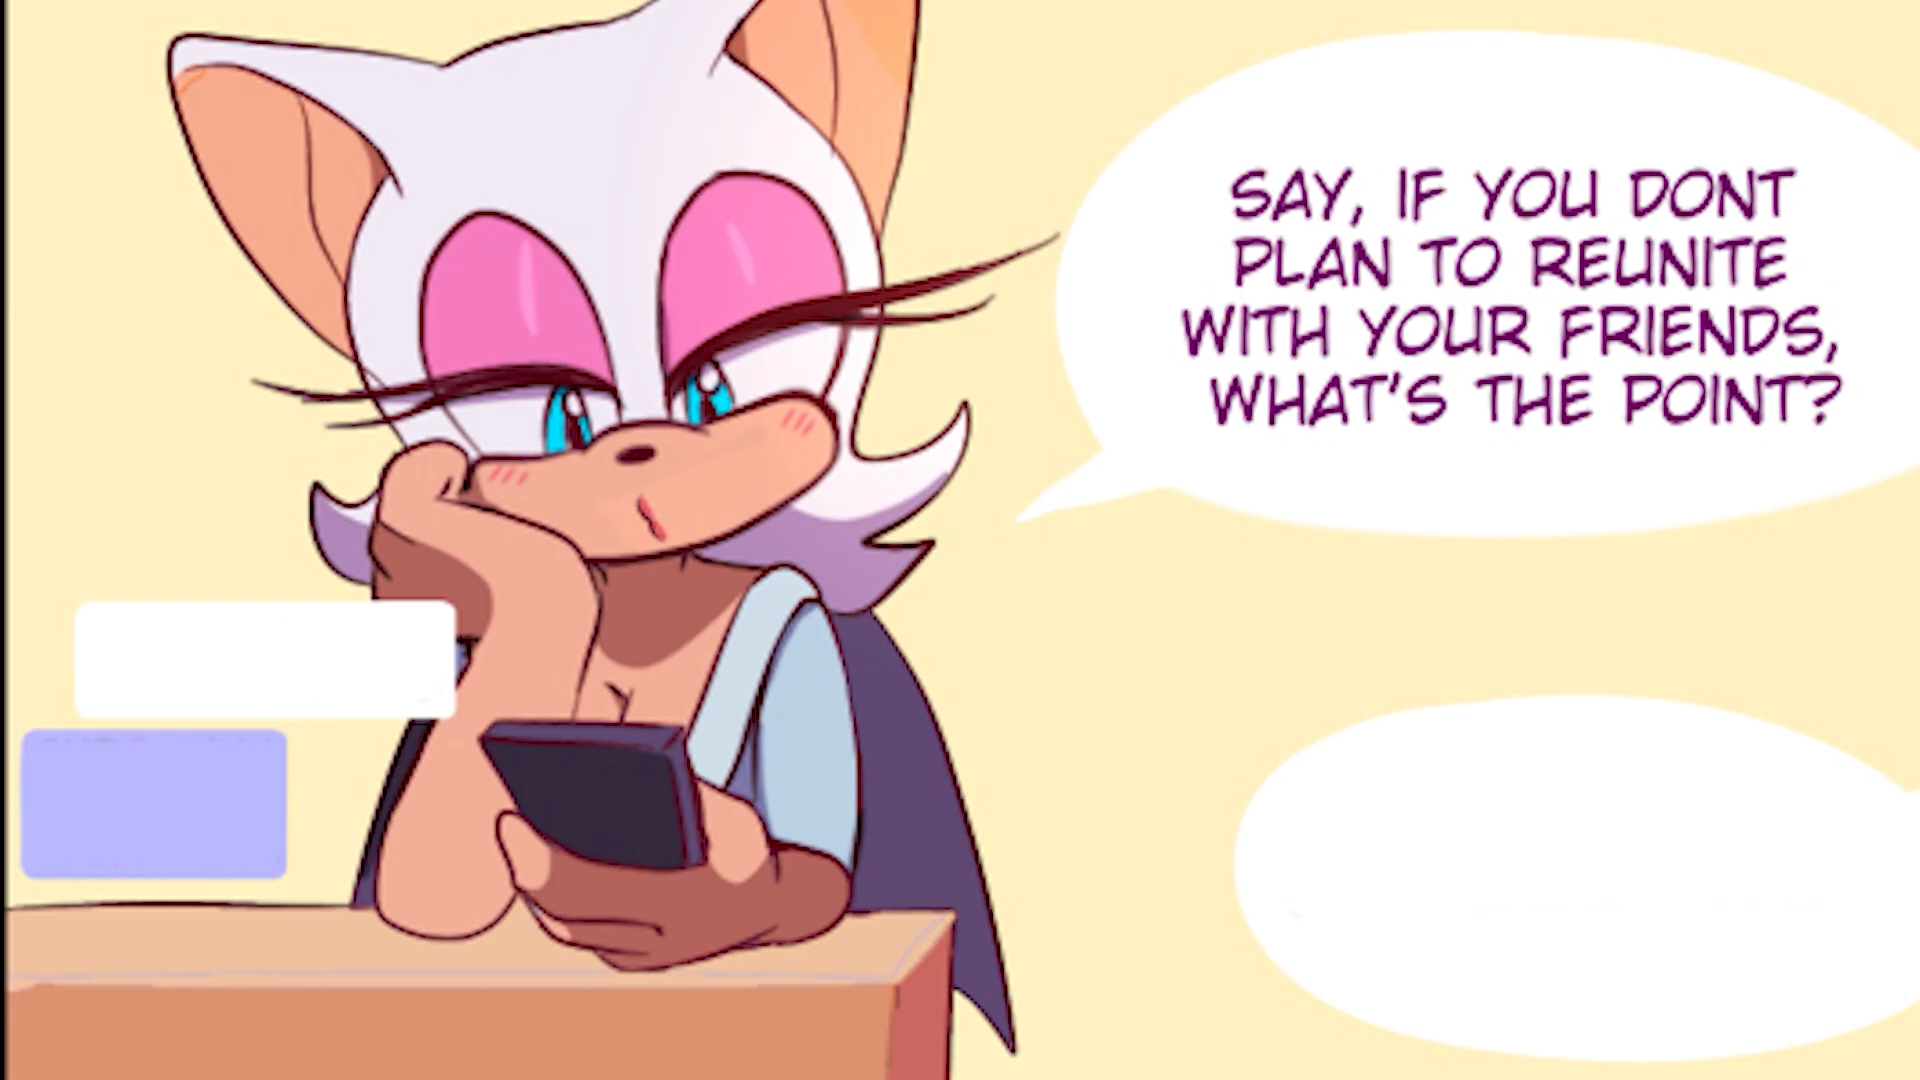 SAY, IF YOU DONT
PLAN TO REUNITE
WITH YOUR FRIENDS,
WHAT'S THE POINT?